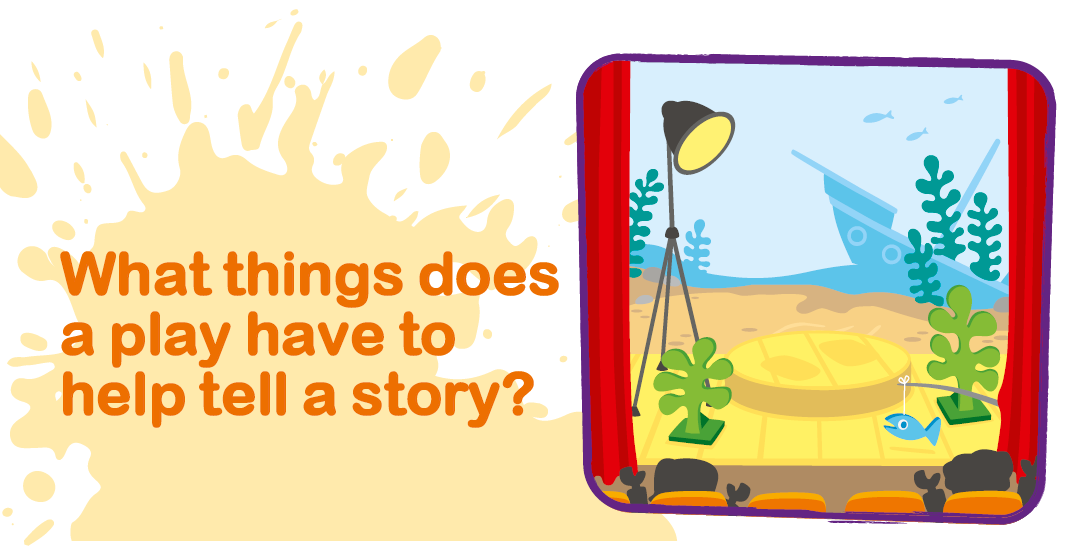 What things does
a play have to
help tell a story?